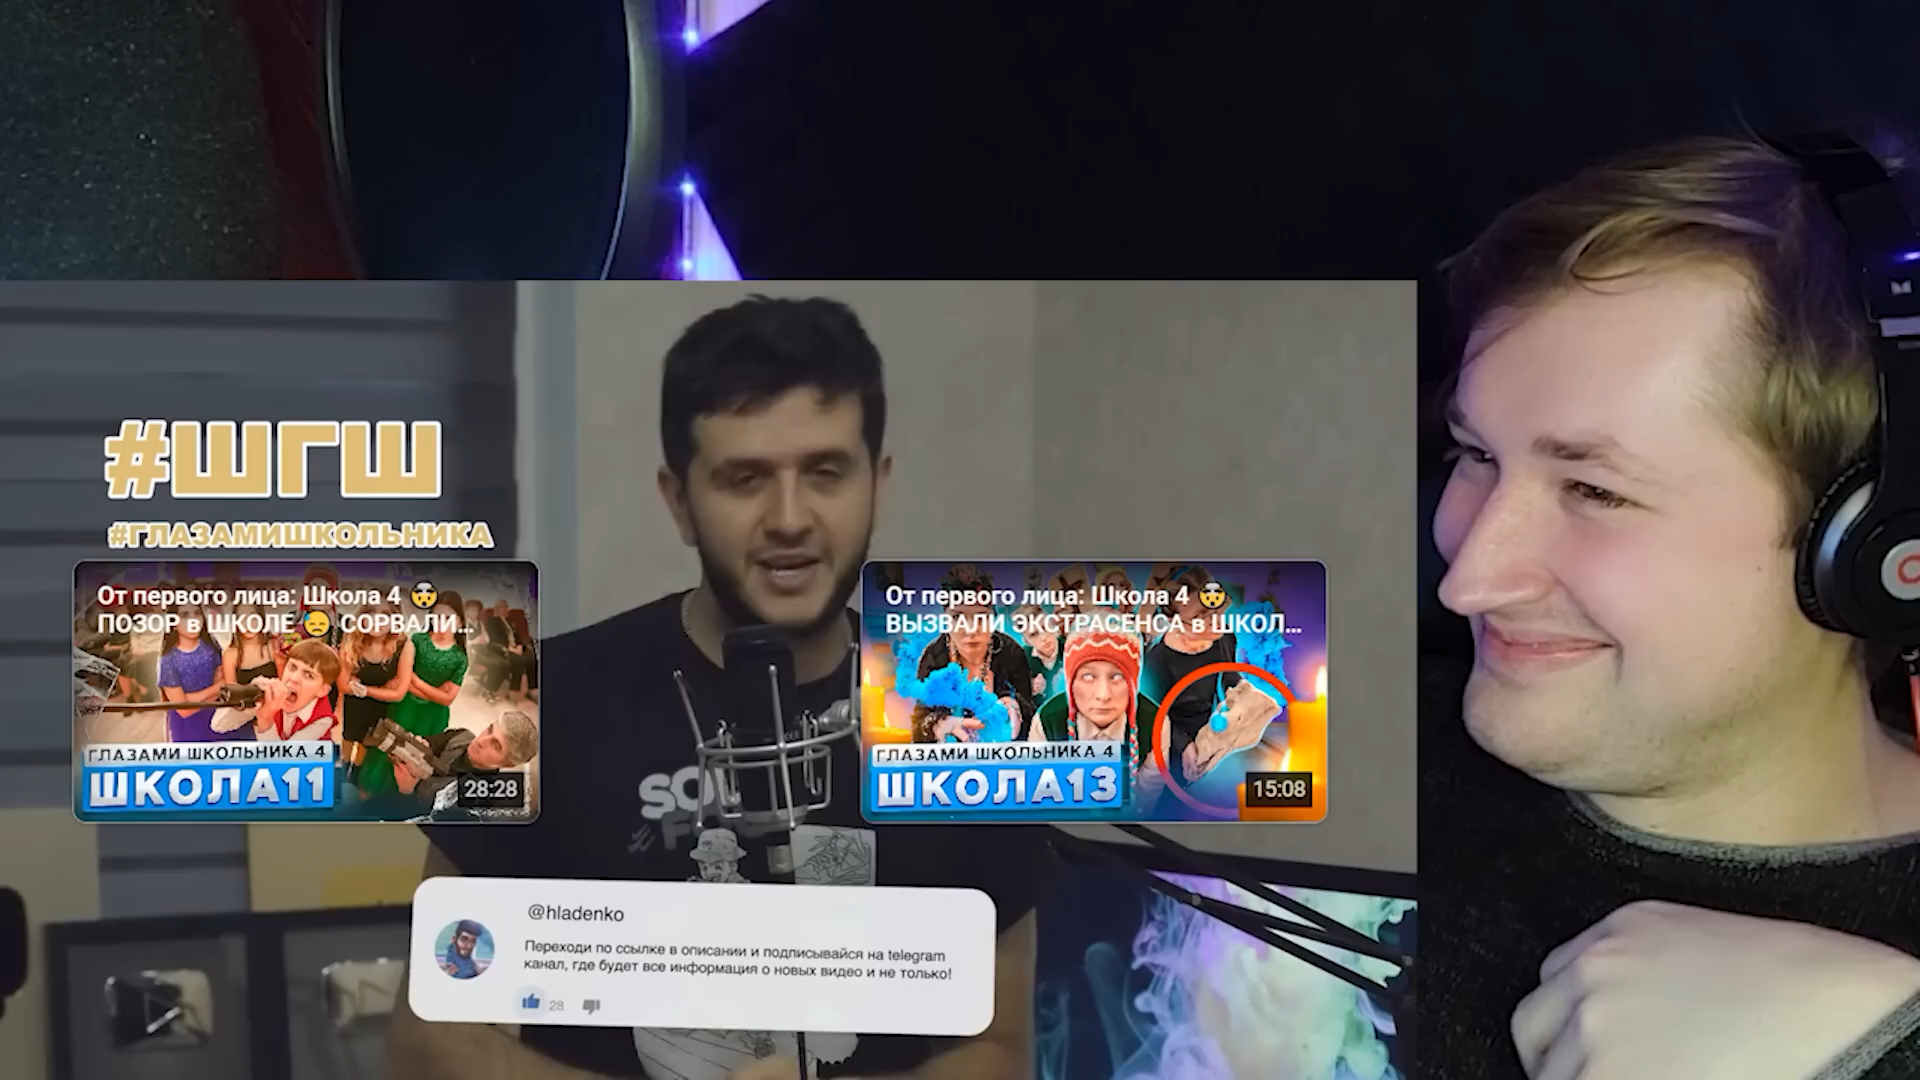 #ШГШ
#ГЛАЗАМИШКОЛЬНИКА
От первого лица: Школа 4 🤯
ПОЗОР в ШКОЛЕ 😓 СОРВАЛИ...
ГЛАЗАМИ ШКОЛЬНИКА 4
ШКОЛА11
28:28
От первого лица: Школа 4 🤯
ВЫЗВАЛИ ЭКСТРАСЕНСА в ШКОЛ...
ГЛАЗАМИ ШКОЛЬНИКА 4
ШКОЛА13
15:08
@hladenko
Переходи по ссылке в описании и подписывайся на telegram
канал, где будет все информация о новых видео и не только!
28